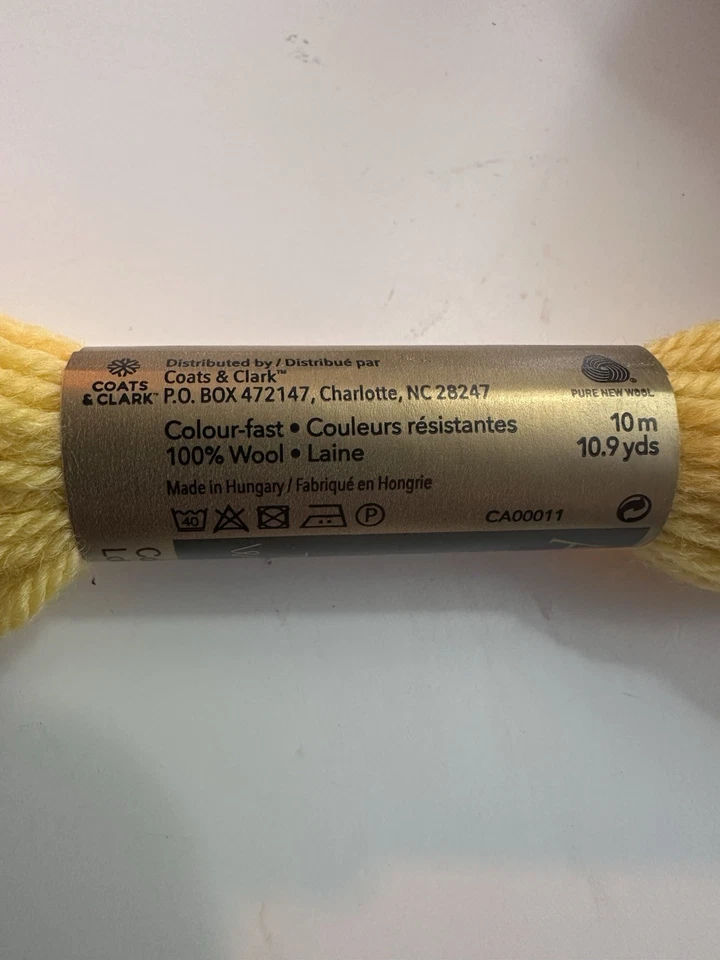 COATS
& CLARK™
Distributed by / Distribué par
Coats & Clark™
P.O. BOX 472147, Charlotte, NC 28247
PURE NEW WOOL
Colour-fast • Couleurs résistantes
100% Wool • Laine
10 m
10.9 yds
Made in Hungary / Fabriqué en Hongrie
40
P
CA00011